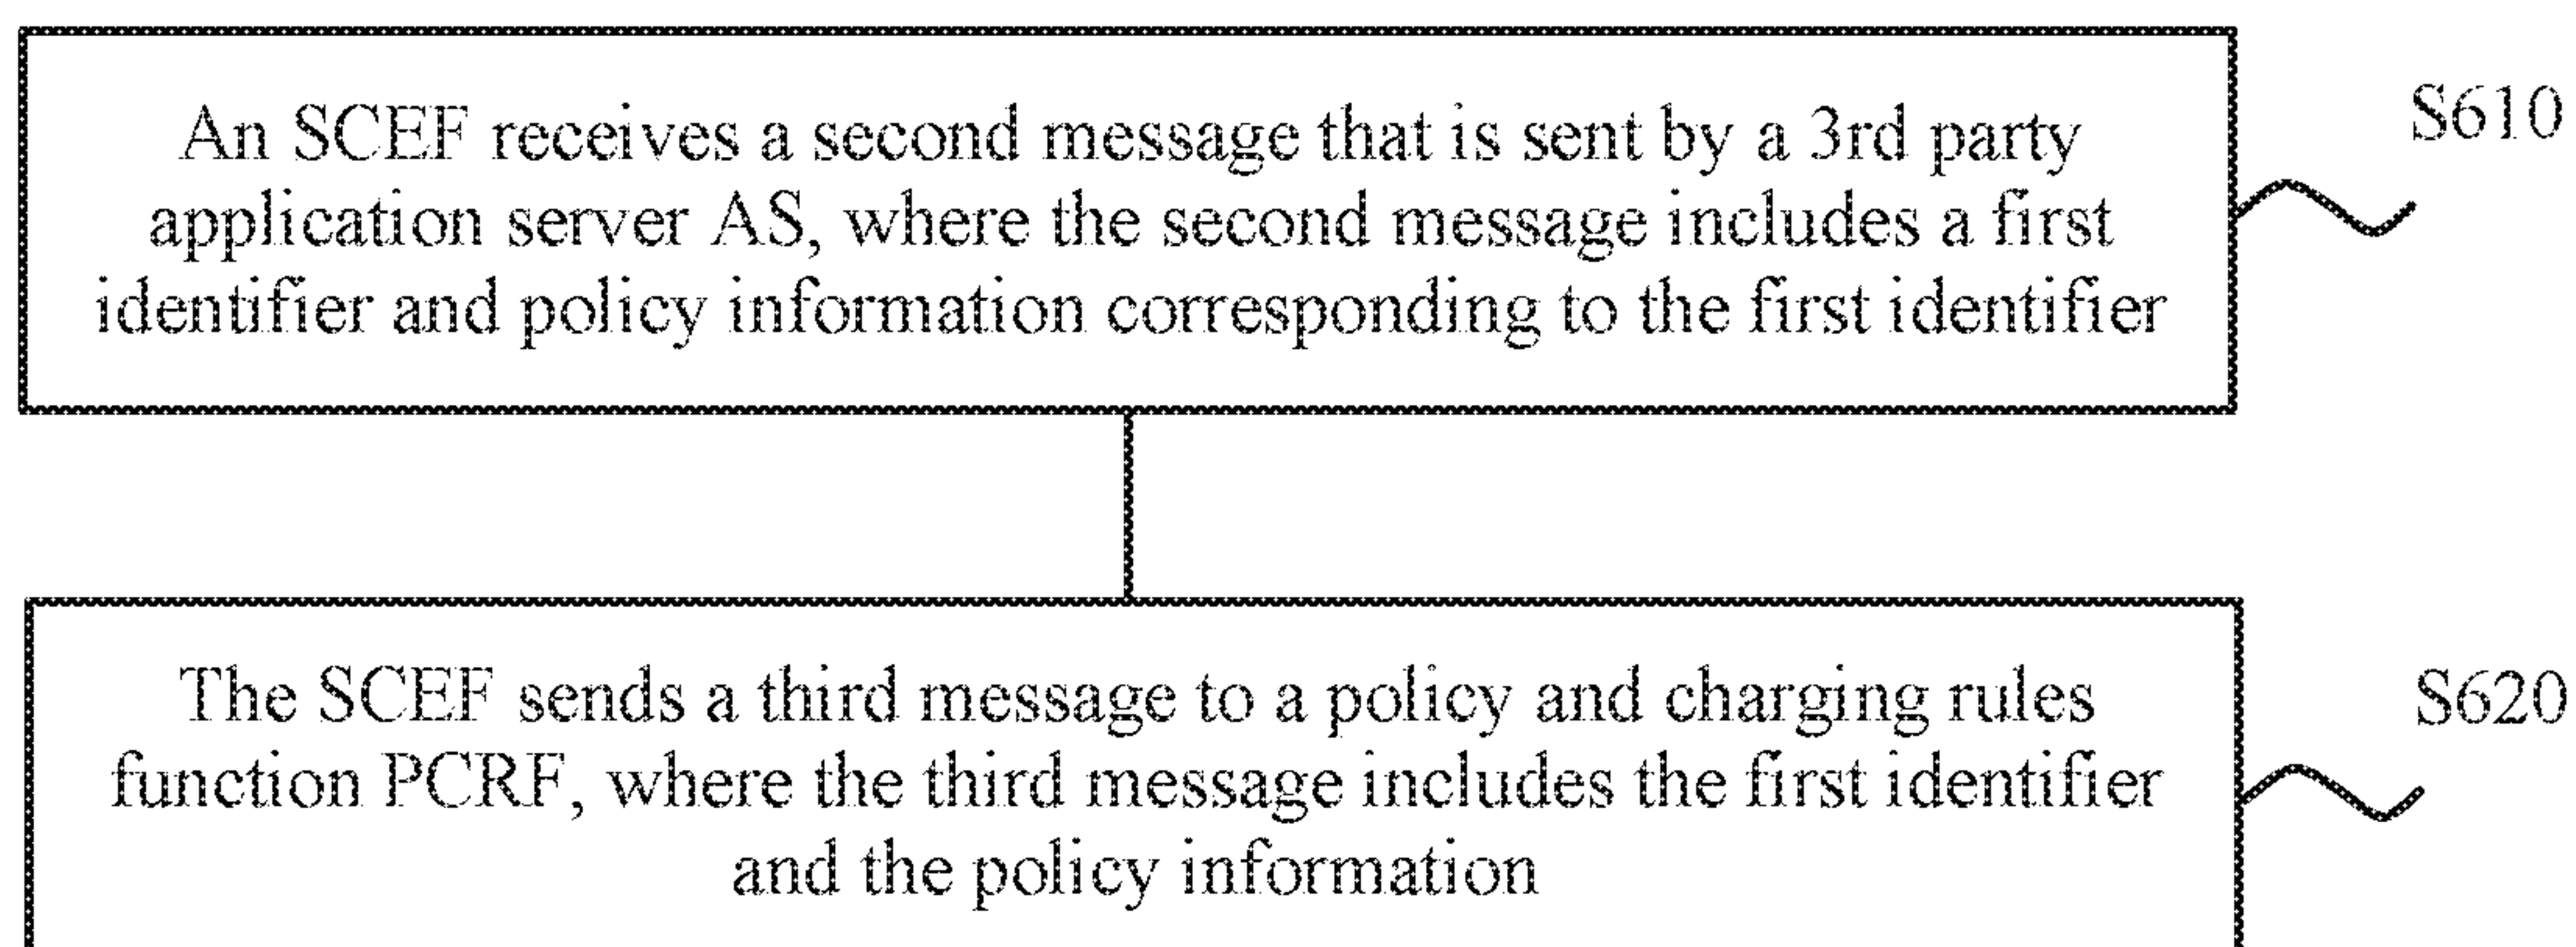 An SCEF receives a second message that is sent by a 3rd party
application server AS, where the second message includes a first
identifier and policy information corresponding to the first identifier
S610
The SCEF sends a third message to a policy and charging rules
function PCRF, where the third message includes the first identifier
and the policy information
S620